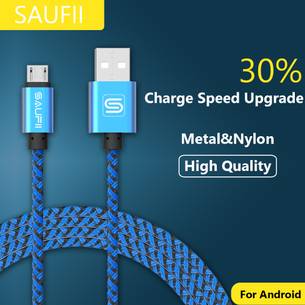 SAUFII
30%
Charge Speed Upgrade
Metal&Nylon
High Quality
SAUFII
S
For Android